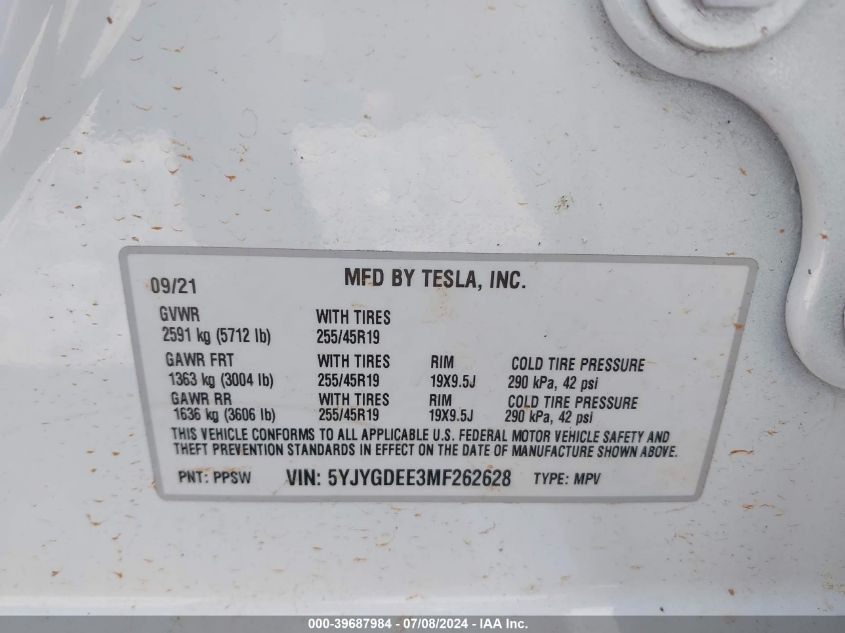 09/21 MFD BY TESLA, INC.
GVWR WITH TIRES
2591 kg (5712 lb) 255/45R19
GAWR FRT WITH TIRES RIM COLD TIRE PRESSURE
1363 kg (3004 lb) 255/45R19 19X9.5J 290 kPa, 42 psi
GAWR RR WITH TIRES RIM COLD TIRE PRESSURE
1636 kg (3606 lb) 255/45R19 19X9.5J 290 kPa, 42 psi
THIS VEHICLE CONFORMS TO ALL APPLICABLE U.S. FEDERAL MOTOR VEHICLE SAFETY AND
THEFT PREVENTION STANDARDS IN EFFECT ON THE DATE OF MANUFACTURE SHOWN ABOVE.
PNT: PPSW VIN: 5YJYGDEE3MF262628 TYPE: MPV
000-39687984 - 07/08/2024 - IAA Inc.